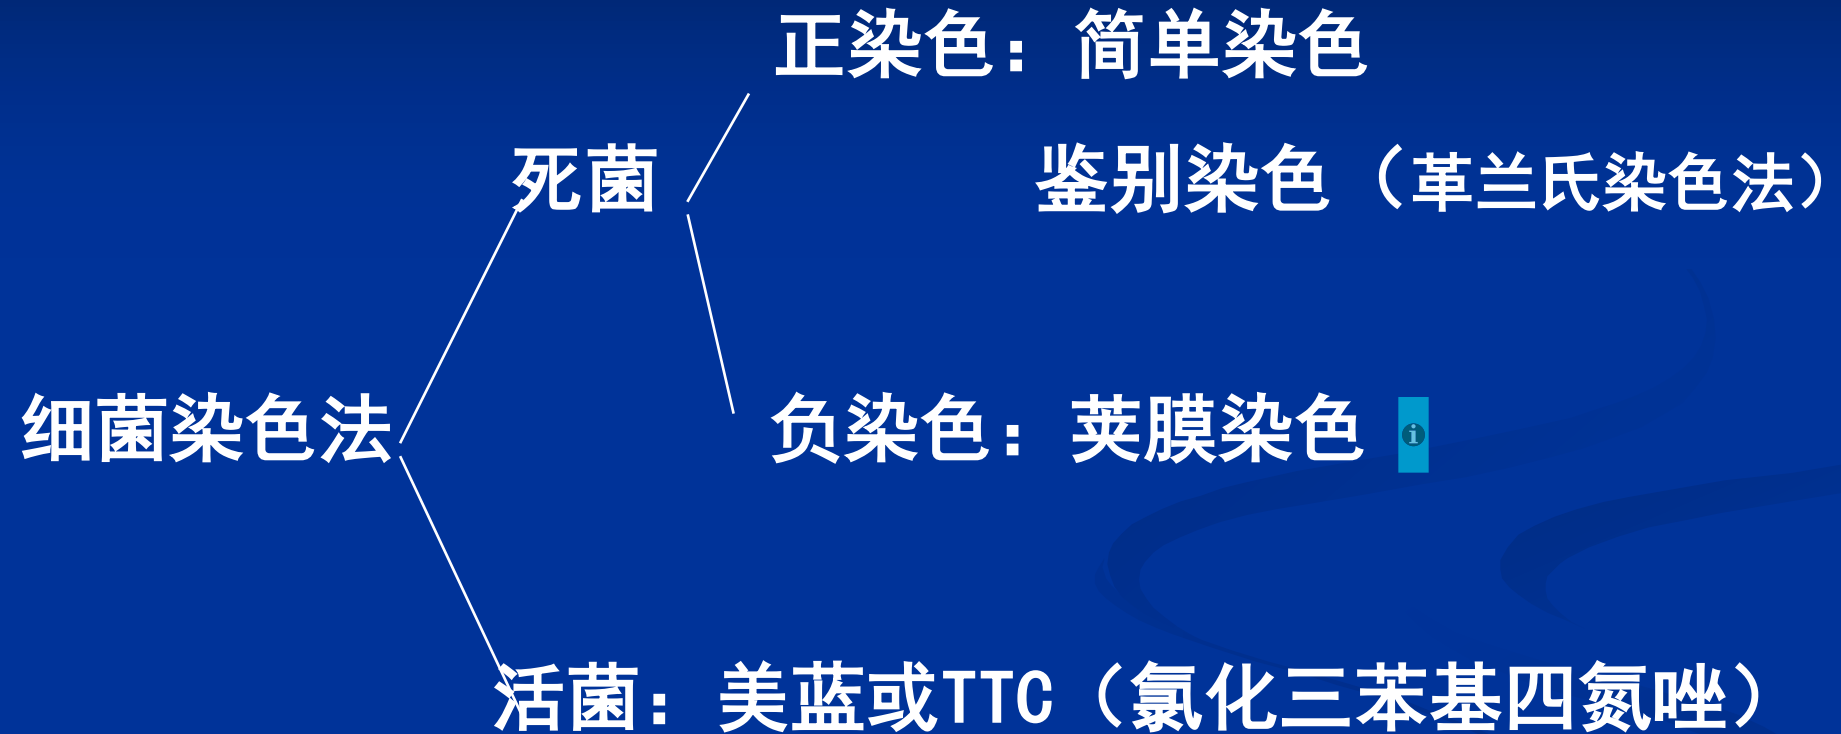 正染色：简单染色
死菌
鉴别染色（革兰氏染色法）
细菌染色法
负染色：荚膜染色
活菌：美蓝或TTC（氯化三苯基四氮唑）